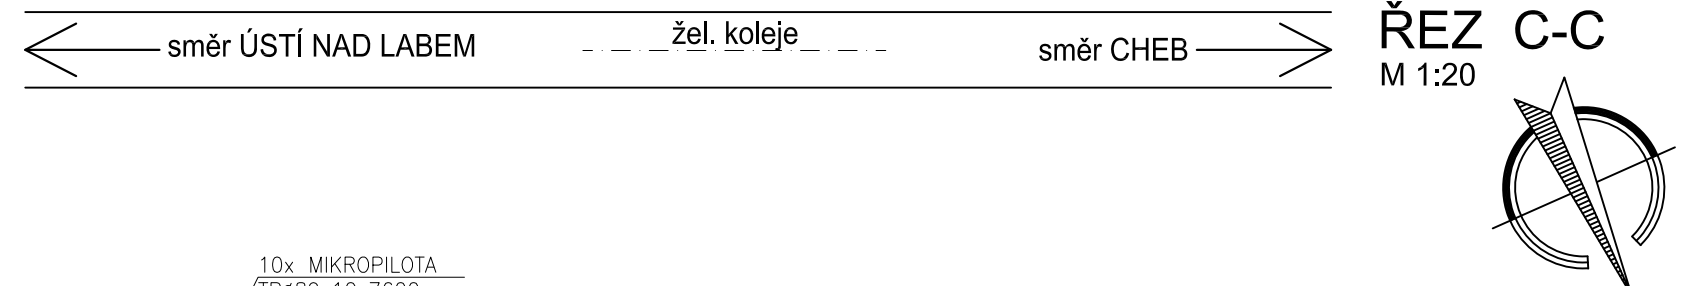 směr ÚSTÍ NAD LABEM
žel. koleje
směr CHEB
ŘEZ C-C
M 1:20
10x MIKROPILOTA